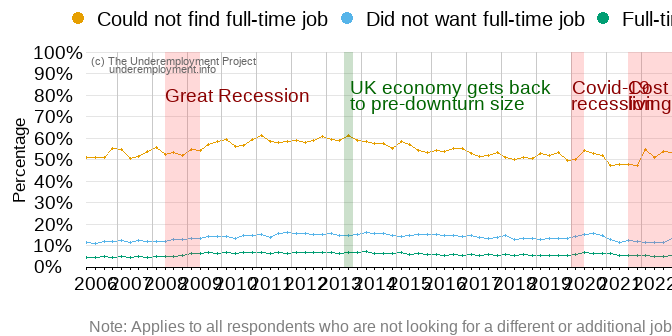 Could not find full-time job Did not want full-time job Full-ti
100%
90%
80%
70%
60%
50%
40%
30%
20%
10%
0%
Percentage
(c) The Underemployment Project
underemployment.info
Great Recession
UK economy gets back
to pre-downturn size
Covid-19
recession
Cost
living
2006 2007 2008 2009 2010 2011 2012 2013 2014 2015 2016 2017 2018 2019 2020 2021 2022
Note: Applies to all respondents who are not looking for a different or additional job